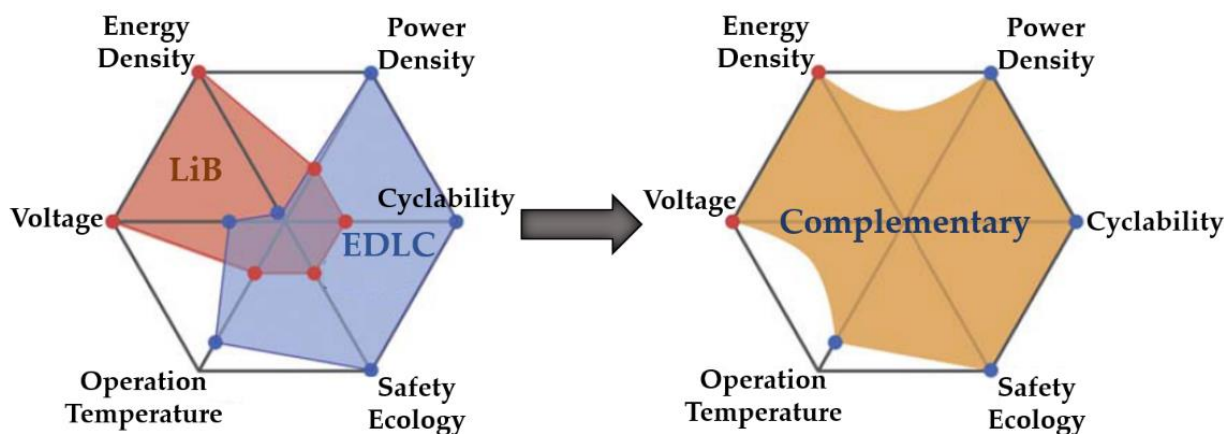 Energy
Density
Power
Density
LiB
Voltage
Cyclability
EDLC
Operation
Temperature
Safety
Ecology
Energy
Density
Power
Density
Voltage
Complementary
Cyclability
Operation
Temperature
Safety
Ecology